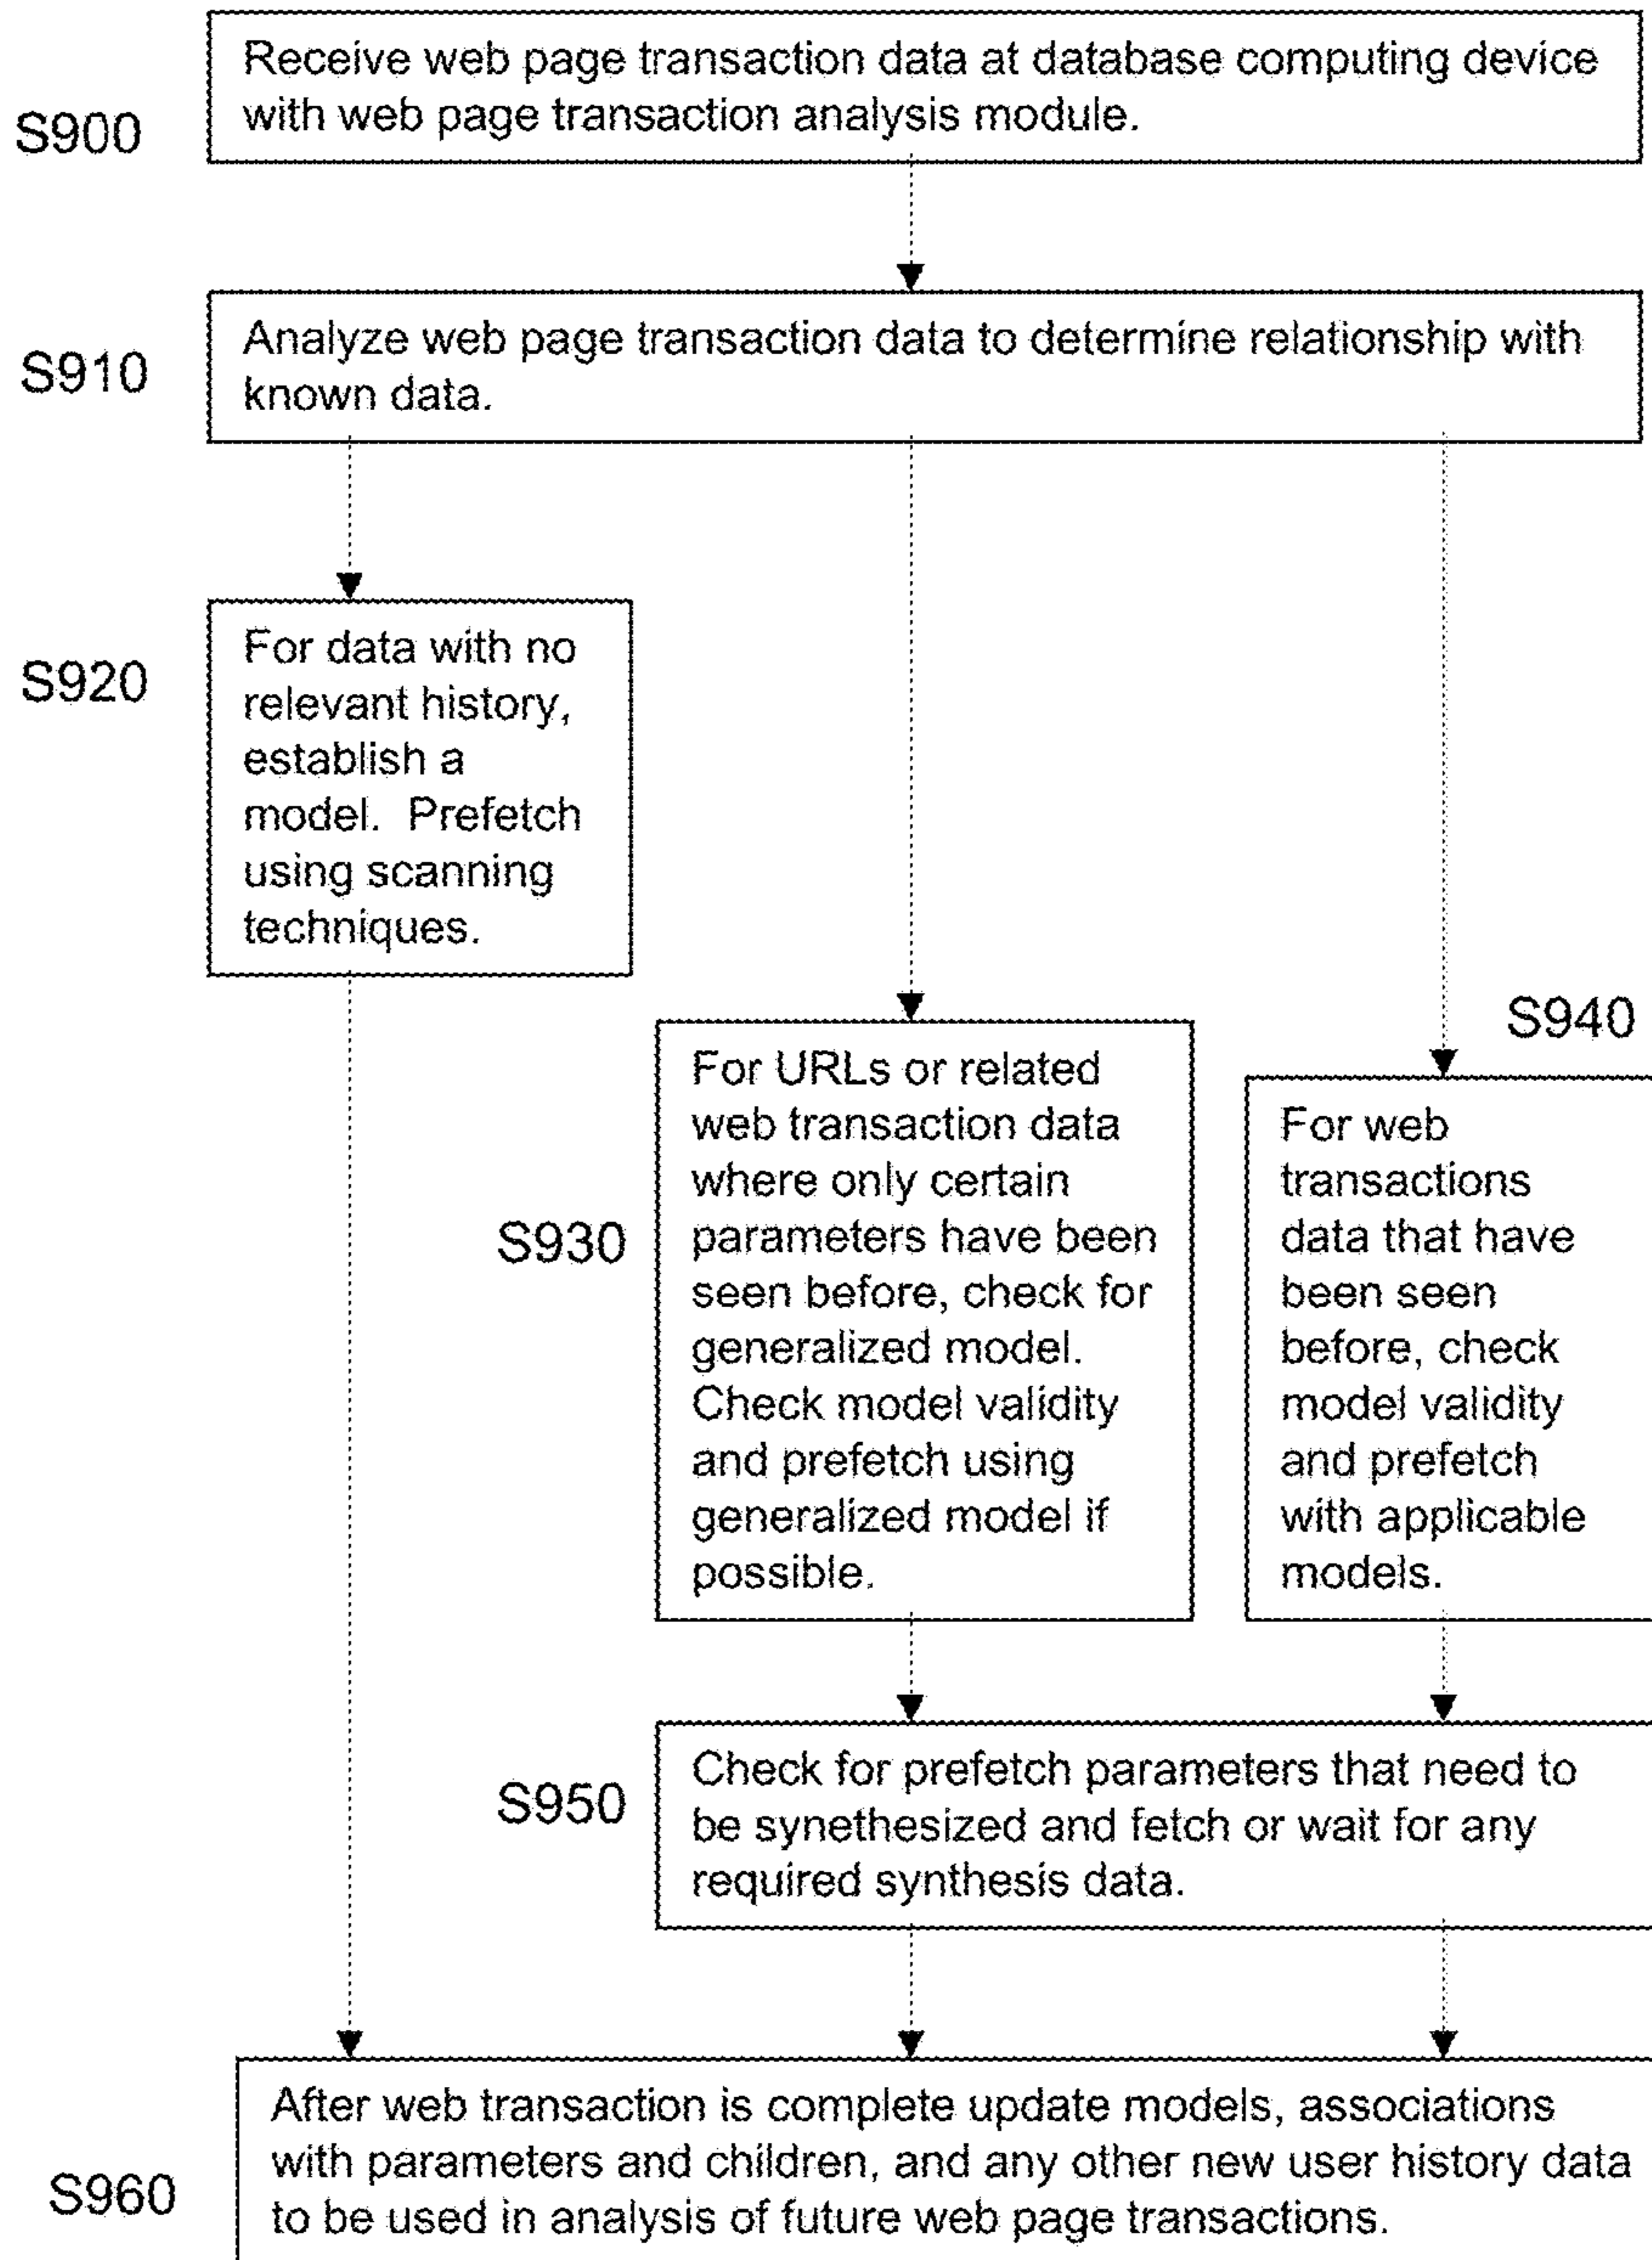 S900
Receive web page transaction data at database computing device
with web page transaction analysis module.
S910
Analyze web page transaction data to determine relationship with
known data.
S920
For data with no
relevant history,
establish a
model.  Prefetch
using scanning
techniques.
S930
For URLs or related
web transaction data
where only certain
parameters have been
seen before, check for
generalized model.
Check model validity
and prefetch using
generalized model if
possible.
S940
For web
transactions
data that have
been seen
before, check
model validity
and prefetch
with applicable
models.
S950
Check for prefetch parameters that need to
be synethesized and fetch or wait for any
required synthesis data.
S960
After web transaction is complete update models, associations
with parameters and children, and any other new user history data
to be used in analysis of future web page transactions.